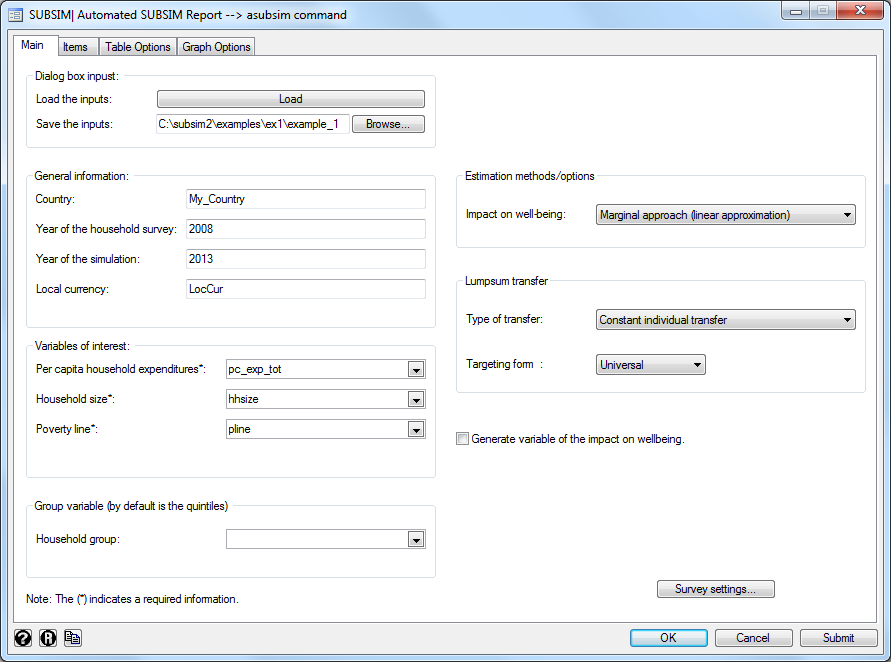 SUBSIM| Automated SUBSIM Report --> asubsim command
Main Items Table Options Graph Options
Dialog box inpust:
Load the inputs: Load
Save the inputs: C:\subsim2\examples\ex1\example_1 Browse...
General information:
Country: My_Country
Year of the household survey: 2008
Year of the simulation: 2013
Local currency: LocCur
Estimation methods/options
Impact on well-being: Marginal approach (linear approximation)
Lumpsum transfer
Type of transfer: Constant individual transfer
Targeting form : Universal
Variables of interest:
Per capita household expenditures*: pc_exp_tot
Household size*: hhsize
Poverty line*: pline
Generate variable of the impact on wellbeing.
Group variable (by default is the quintiles)
Household group:
Survey settings...
Note: The (*) indicates a required information.
? R
OK Cancel Submit